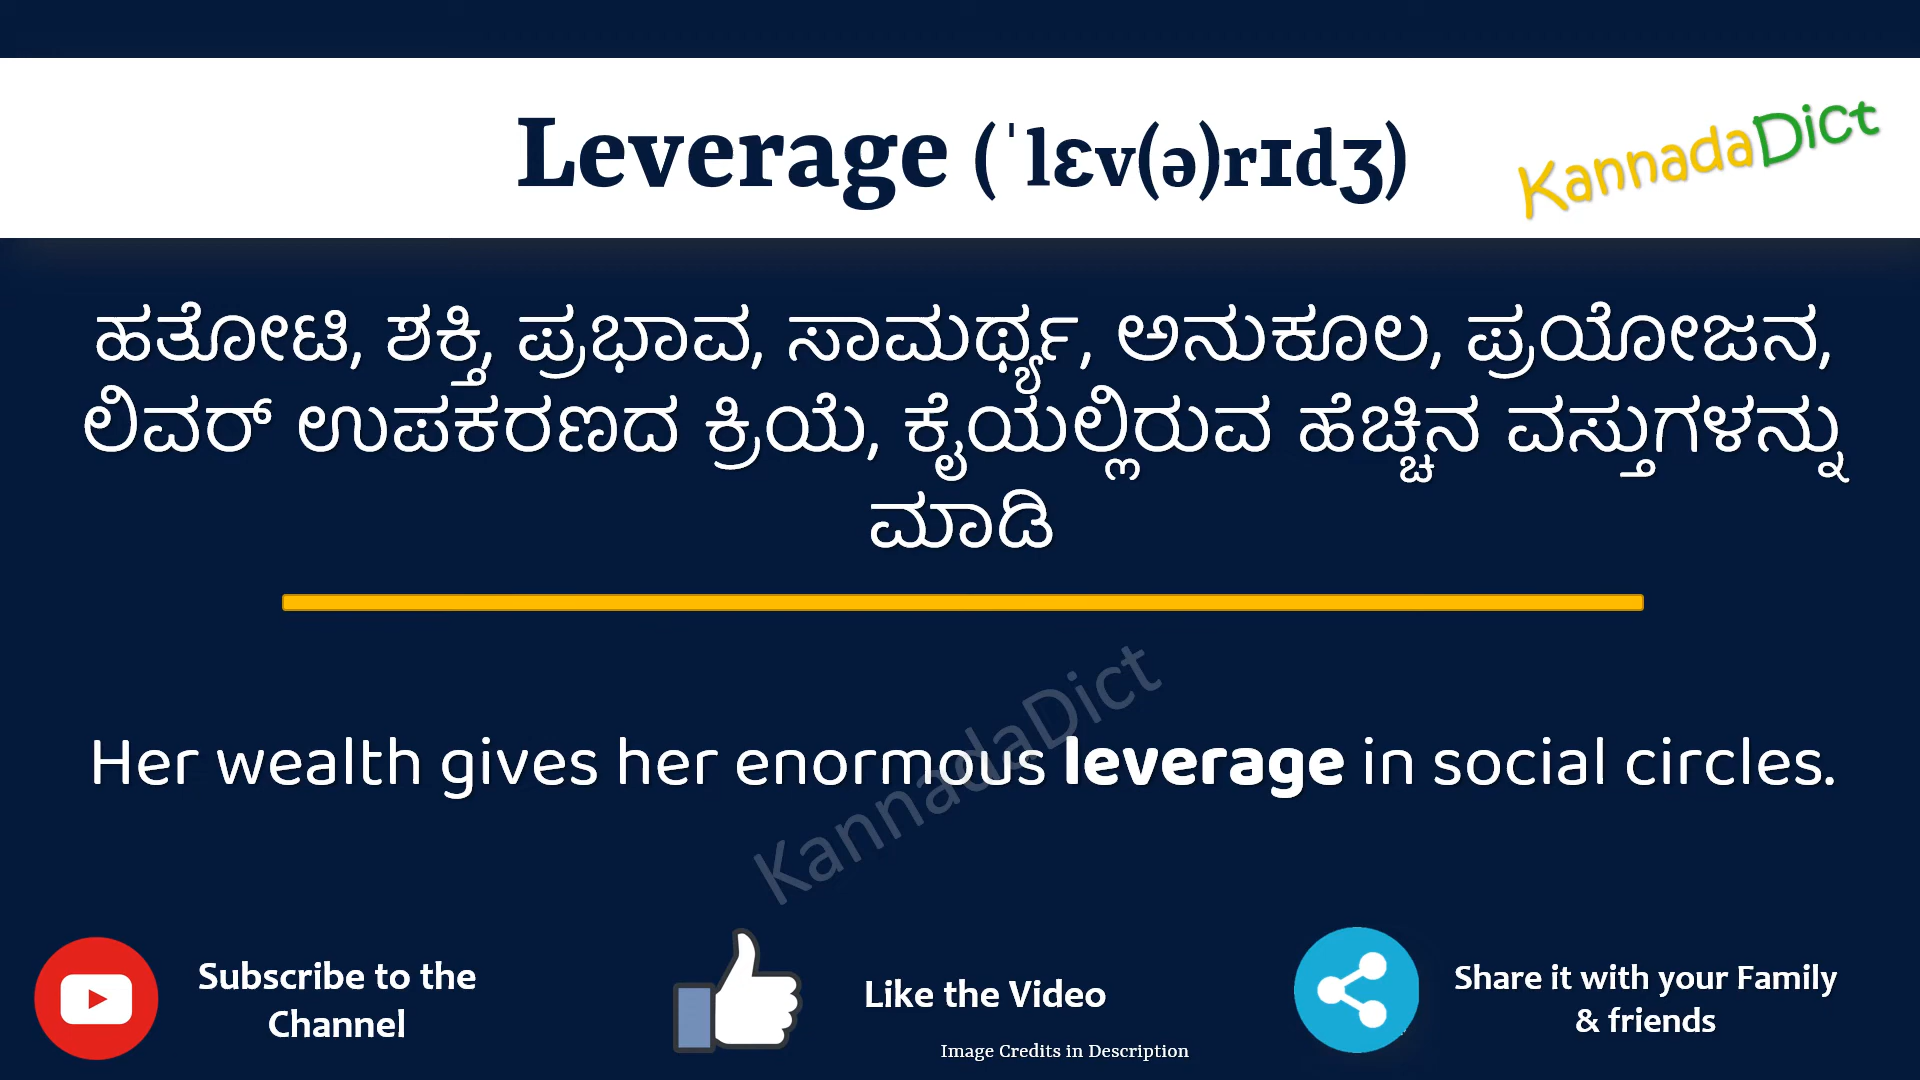 Leverage (ˈlɛv(ə)rɪdʒ)
KannadaDict
ಹತೋಟಿ, ಶಕ್ತಿ, ಪ್ರಭಾವ, ಸಾಮರ್ಥ್ಯ, ಅನುಕೂಲ, ಪ್ರಯೋಜನ,
ಲಿವರ್ ಉಪಕರಣದ ಕ್ರಿಯೆ, ಕೈಯಲ್ಲಿರುವ ಹೆಚ್ಚಿನ ವಸ್ತುಗಳನ್ನು
ಮಾಡಿ
KannadaDict
Her wealth gives her enormous leverage in social circles.
Subscribe to the
Channel
Like the Video
Share it with your Family
& friends
Image Credits in Description